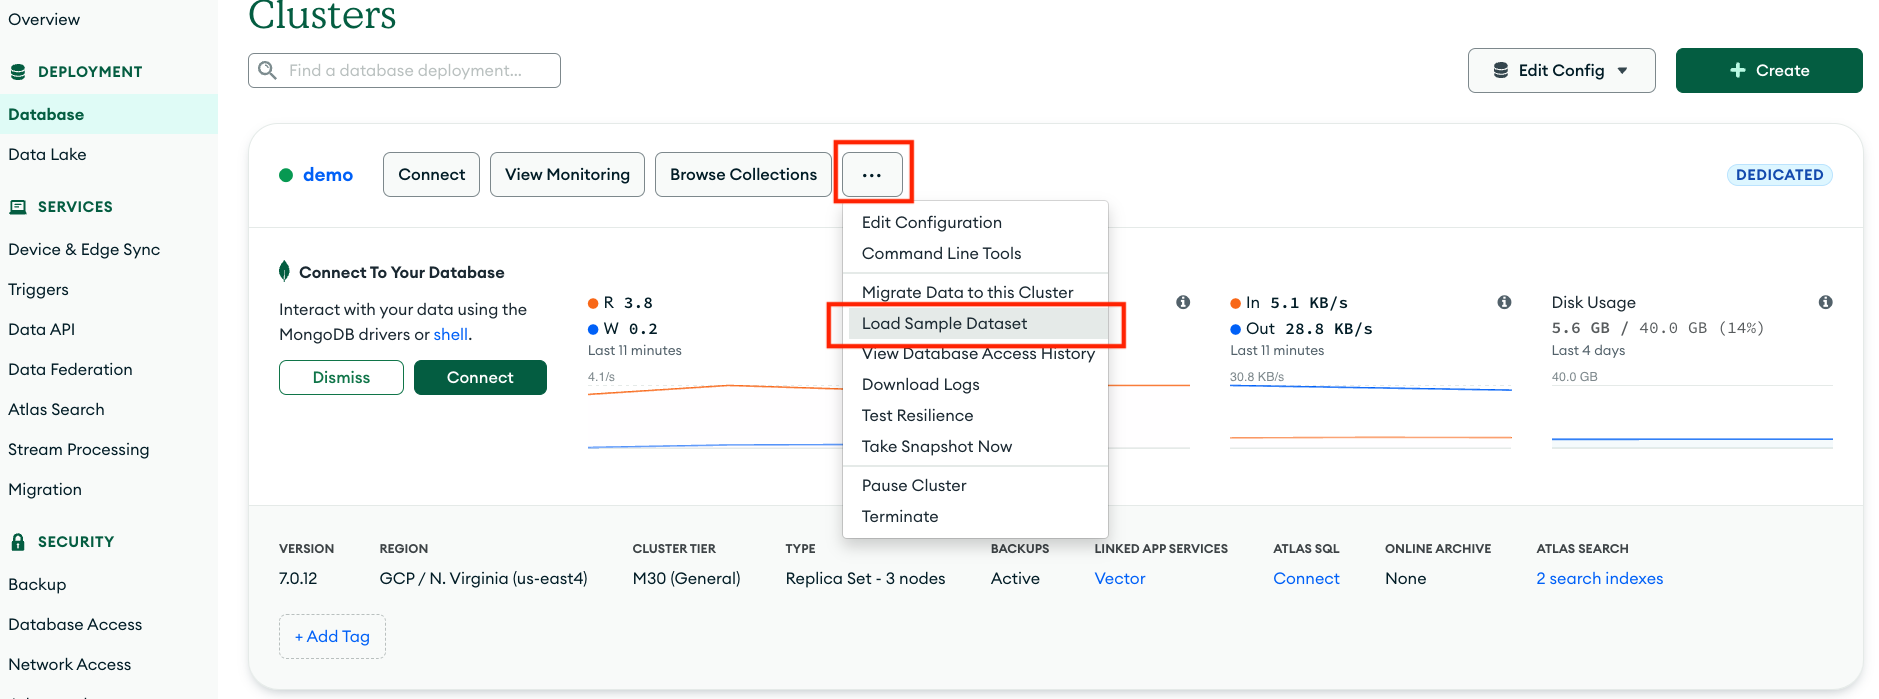 Overview
DEPLOYMENT
Database
Data Lake
SERVICES
Device & Edge Sync
Triggers
Data API
Data Federation
Atlas Search
Stream Processing
Migration
SECURITY
Backup
Database Access
Network Access
Clusters
Find a database deployment...
Edit Config
+ Create
demo
Connect
View Monitoring
Browse Collections
...
DEDICATED
Edit Configuration
Command Line Tools
Migrate Data to this Cluster
Load Sample Dataset
View Database Access History
Download Logs
Test Resilience
Take Snapshot Now
Pause Cluster
Terminate
Connect To Your Database
Interact with your data using the
MongoDB drivers or shell.
Dismiss
Connect
R 3.8
W 0.2
Last 11 minutes
4.1/s
In 5.1 KB/s
Out 28.8 KB/s
Last 11 minutes
30.8 KB/s
Disk Usage
5.6 GB / 40.0 GB (14%)
Last 4 days
40.0 GB
VERSION
7.0.12
REGION
GCP / N. Virginia (us-east4)
CLUSTER TIER
M30 (General)
TYPE
Replica Set - 3 nodes
BACKUPS
Active
LINKED APP SERVICES
Vector
ATLAS SQL
Connect
ONLINE ARCHIVE
None
ATLAS SEARCH
2 search indexes
+ Add Tag